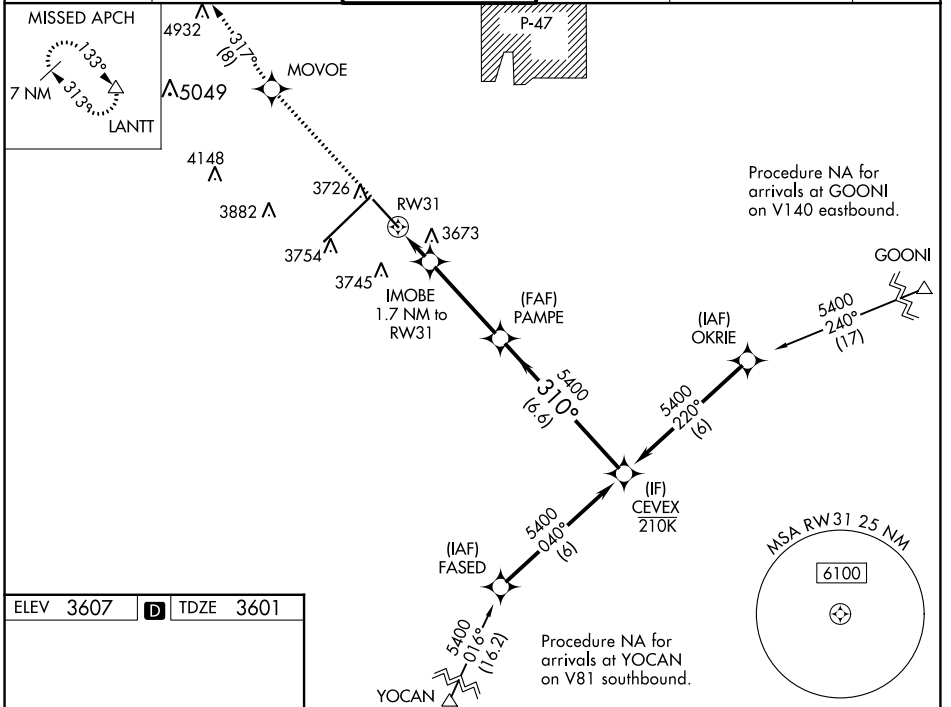 MISSED APCH
133°
7 NM
313°
LANTT
4932
317°
(8)
MOVOE
5049
P-47
4148
3882
3726
RW31
3673
3754
3745
IMOBE
1.7 NM to
RW31
(FAF)
PAMPE
Procedure NA for
arrivals at GOONI
on V140 eastbound.
GOONI
5400
240°
(17)
(IAF)
OKRIE
5400
310°
(6.6)
5400
220°
(6)
(IF)
CEVEX
210K
5400
040°
(6)
(IAF)
FASED
5400
016°
(16.2)
YOCAN
Procedure NA for
arrivals at YOCAN
on V81 southbound.
MSA RW31 25 NM
6100
ELEV 3607 D TDZE 3601